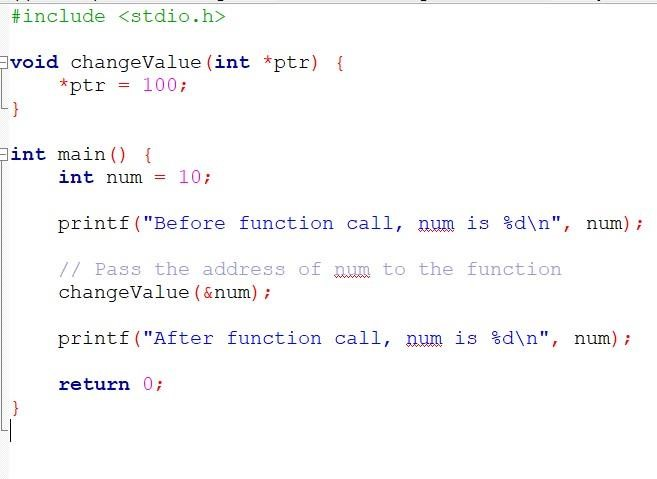 #include <stdio.h>
void changeValue(int *ptr) {
    *ptr = 100;
}
int main() {
    int num = 10;
    printf("Before function call, num is %d\n", num);
    // Pass the address of num to the function
    changeValue(&num);
    printf("After function call, num is %d\n", num);
    return 0;
}